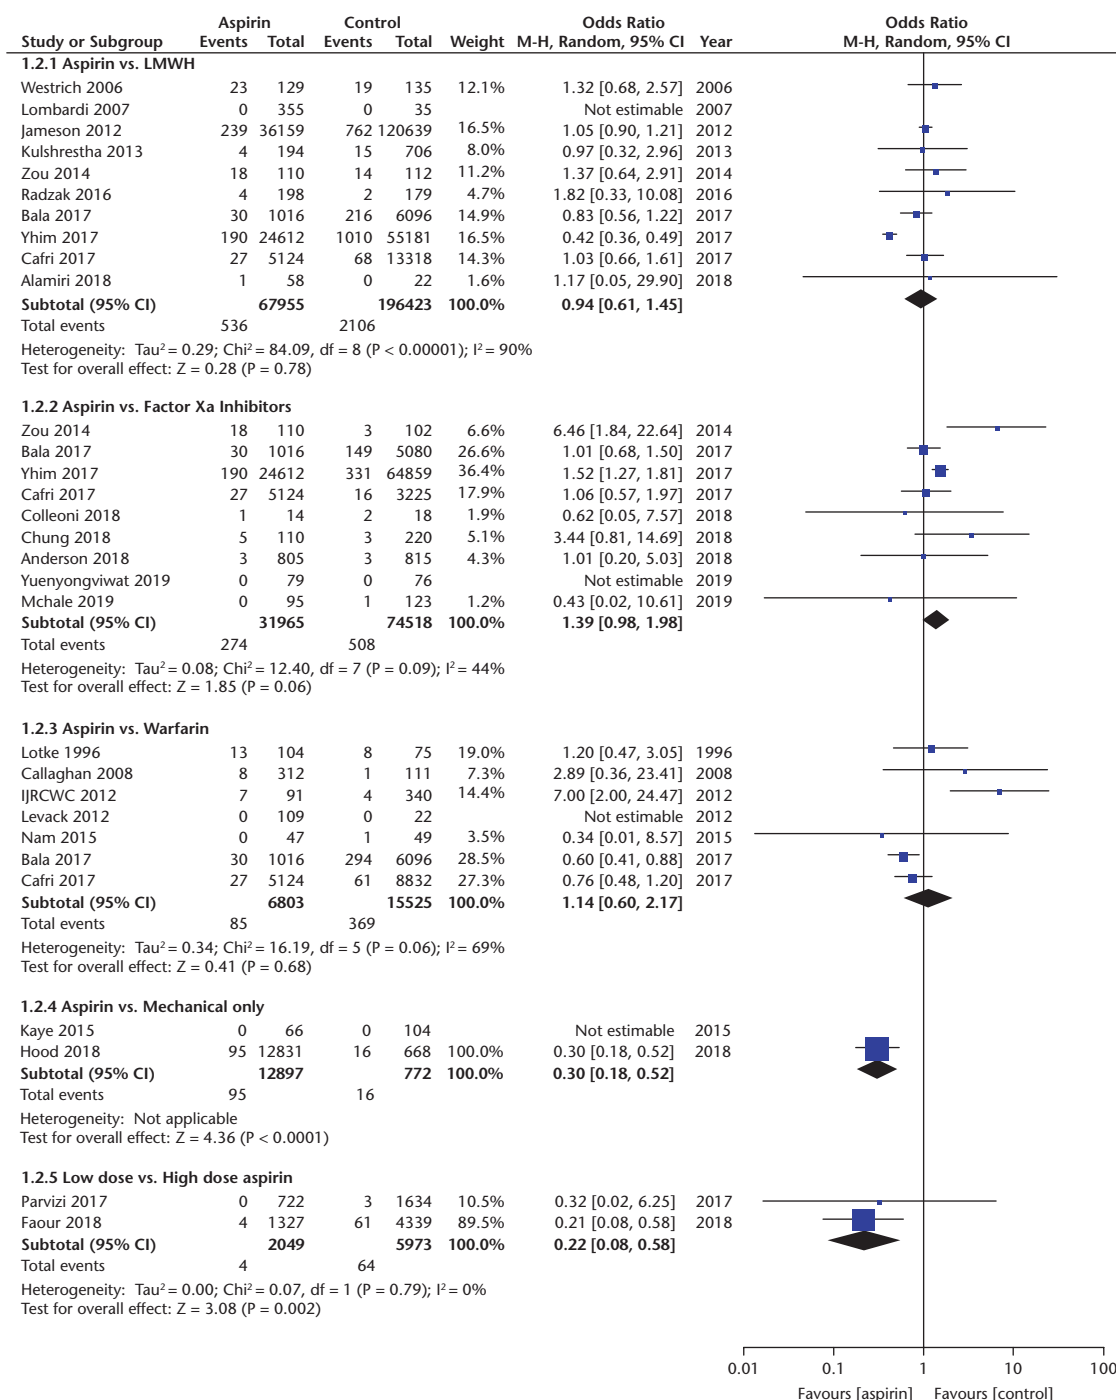 Aspirin Control Odds Ratio Odds Ratio
Study or Subgroup Events Total Events Total Weight M-H, Random, 95% CI Year M-H, Random, 95% CI
1.2.1 Aspirin vs. LMWH
Westrich 2006 23 129 19 135 12.1% 1.32 [0.68, 2.57] 2006
Lombardi 2007 0 355 0 35 Not estimable 2007
Jameson 2012 239 36159 762 120639 16.5% 1.05 [0.90, 1.21] 2012
Kulshrestha 2013 4 194 15 706 8.0% 0.97 [0.32, 2.96] 2013
Zou 2014 18 110 14 112 11.2% 1.37 [0.64, 2.91] 2014
Radzak 2016 4 198 2 179 4.7% 1.82 [0.33, 10.08] 2016
Bala 2017 30 1016 216 6096 14.9% 0.83 [0.56, 1.22] 2017
Yhim 2017 190 24612 1010 55181 16.5% 0.42 [0.36, 0.49] 2017
Cafri 2017 27 5124 68 13318 14.3% 1.03 [0.66, 1.61] 2017
Alamiri 2018 1 58 0 22 1.6% 1.17 [0.05, 29.90] 2018
Subtotal (95% CI) 67955 196423 100.0% 0.94 [0.61, 1.45]
Total events 536 2106
Heterogeneity: Tau² = 0.29; Chi² = 84.09, df = 8 (P < 0.00001); I² = 90%
Test for overall effect: Z = 0.28 (P = 0.78)
1.2.2 Aspirin vs. Factor Xa Inhibitors
Zou 2014 18 110 3 102 6.6% 6.46 [1.84, 22.64] 2014
Bala 2017 30 1016 149 5080 26.6% 1.01 [0.68, 1.50] 2017
Yhim 2017 190 24612 331 64859 36.4% 1.52 [1.27, 1.81] 2017
Cafri 2017 27 5124 16 3225 17.9% 1.06 [0.57, 1.97] 2017
Colleoni 2018 1 14 2 18 1.9% 0.62 [0.05, 7.57] 2018
Chung 2018 5 110 3 220 5.1% 3.44 [0.81, 14.69] 2018
Anderson 2018 3 805 3 815 4.3% 1.01 [0.20, 5.03] 2018
Yuenyongviwat 2019 0 79 0 76 Not estimable 2019
Mchale 2019 0 95 1 123 1.2% 0.43 [0.02, 10.61] 2019
Subtotal (95% CI) 31965 74518 100.0% 1.39 [0.98, 1.98]
Total events 274 508
Heterogeneity: Tau² = 0.08; Chi² = 12.40, df = 7 (P = 0.09); I² = 44%
Test for overall effect: Z = 1.85 (P = 0.06)
1.2.3 Aspirin vs. Warfarin
Lotke 1996 13 104 8 75 19.0% 1.20 [0.47, 3.05] 1996
Callaghan 2008 8 312 1 111 7.3% 2.89 [0.36, 23.41] 2008
IJRCWC 2012 7 91 4 340 14.4% 7.00 [2.00, 24.47] 2012
Levack 2012 0 109 0 22 Not estimable 2012
Nam 2015 0 47 1 49 3.5% 0.34 [0.01, 8.57] 2015
Bala 2017 30 1016 294 6096 28.5% 0.60 [0.41, 0.88] 2017
Cafri 2017 27 5124 61 8832 27.3% 0.76 [0.48, 1.20] 2017
Subtotal (95% CI) 6803 15525 100.0% 1.14 [0.60, 2.17]
Total events 85 369
Heterogeneity: Tau² = 0.34; Chi² = 16.19, df = 5 (P = 0.06); I² = 69%
Test for overall effect: Z = 0.41 (P = 0.68)
1.2.4 Aspirin vs. Mechanical only
Kaye 2015 0 66 0 104 Not estimable 2015
Hood 2018 95 12831 16 668 100.0% 0.30 [0.18, 0.52] 2018
Subtotal (95% CI) 12897 772 100.0% 0.30 [0.18, 0.52]
Total events 95 16
Heterogeneity: Not applicable
Test for overall effect: Z = 4.36 (P < 0.0001)
1.2.5 Low dose vs. High dose aspirin
Parvizi 2017 0 722 3 1634 10.5% 0.32 [0.02, 6.25] 2017
Faour 2018 4 1327 61 4339 89.5% 0.21 [0.08, 0.58] 2018
Subtotal (95% CI) 2049 5973 100.0% 0.22 [0.08, 0.58]
Total events 4 64
Heterogeneity: Tau² = 0.00; Chi² = 0.07, df = 1 (P = 0.79); I² = 0%
Test for overall effect: Z = 3.08 (P = 0.002)
0.01 0.1 1 10 100
Favours [aspirin] Favours [control]